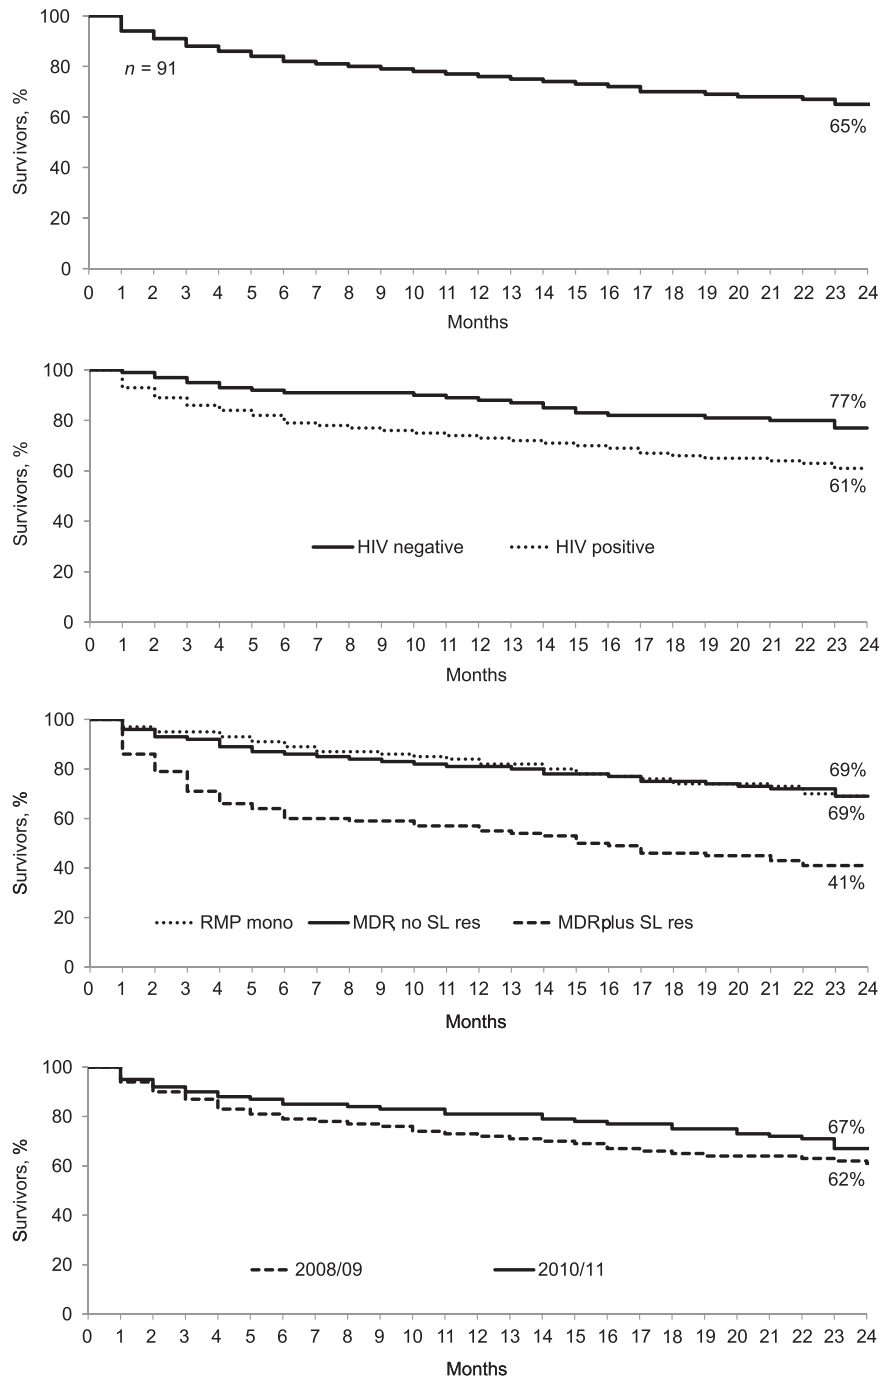 100
80
60
40
20
0
Survivors, %
n = 91
65%
0 1 2 3 4 5 6 7 8 9 10 11 12 13 14 15 16 17 18 19 20 21 22 23 24
Months
100
80
60
40
20
0
Survivors, %
77%
61%
HIV negative HIV positive
0 1 2 3 4 5 6 7 8 9 10 11 12 13 14 15 16 17 18 19 20 21 22 23 24
Months
100
80
60
40
20
0
Survivors, %
69%
69%
41%
RMP mono MDR, no SL res MDRplus SL res
0 1 2 3 4 5 6 7 8 9 10 11 12 13 14 15 16 17 18 19 20 21 22 23 24
Months
100
80
60
40
20
0
Survivors, %
67%
62%
2008/09 2010/11
0 1 2 3 4 5 6 7 8 9 10 11 12 13 14 15 16 17 18 19 20 21 22 23 24
Months